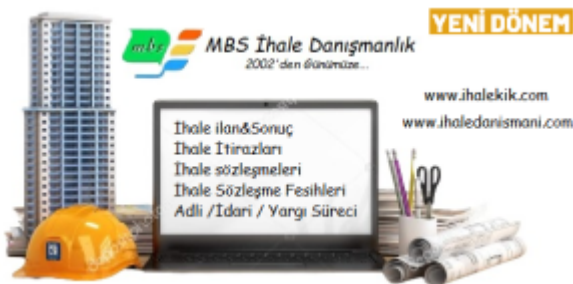 YENİ DÖNEM
mbs
MBS İhale Danışmanlık
2002'den Günümüze...
www.ihalekik.com
www.ihaledanismani.com
İhale ilan&Sonuç
İhale İtirazları
İhale sözleşmeleri
İhale Sözleşme Fesihleri
Adli /İdari / Yargı Süreci